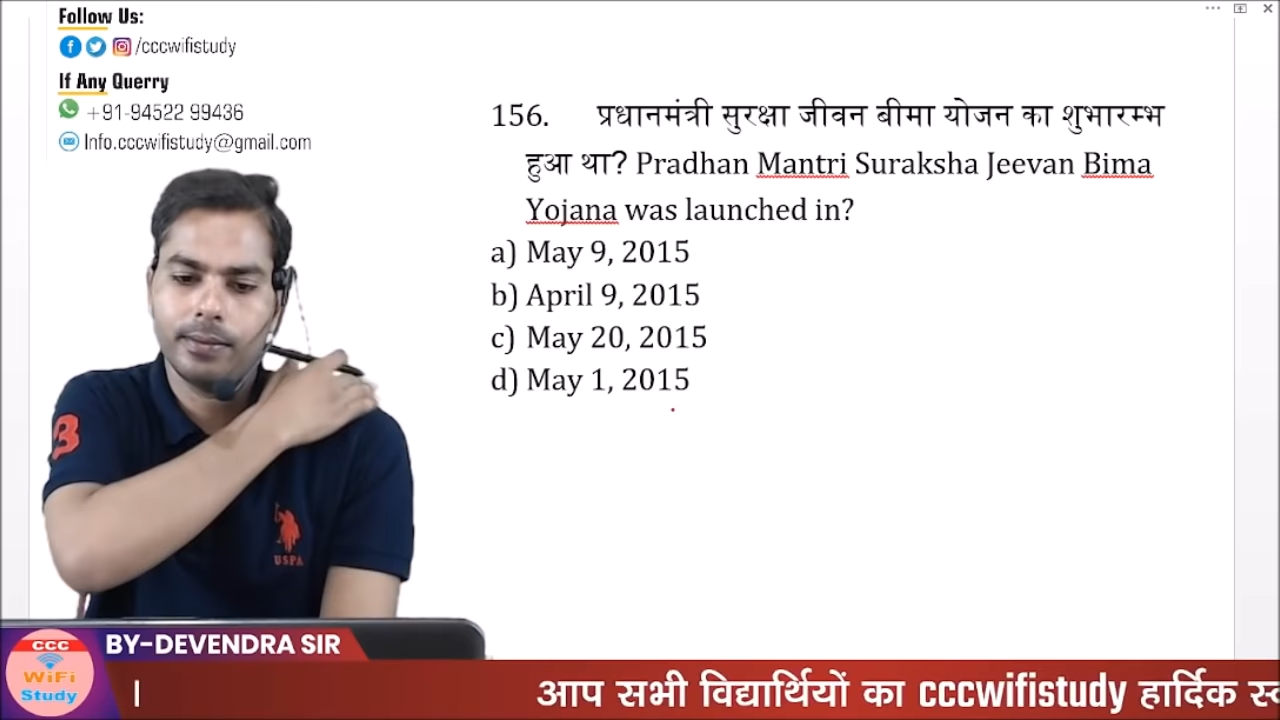 Follow Us:
/cccwifistudy
If Any Querry
+91-94522 99436
Info.cccwifistudy@gmail.com
156. प्रधानमंत्री सुरक्षा जीवन बीमा योजन का शुभारम्भ
हुआ था? Pradhan Mantri Suraksha Jeevan Bima
Yojana was launched in?
a) May 9, 2015
b) April 9, 2015
c) May 20, 2015
d) May 1, 2015
3
USPA
CCC
WiFi
Study
BY-DEVENDRA SIR
आप सभी विद्यार्थियों का cccwifistudy हार्दिक